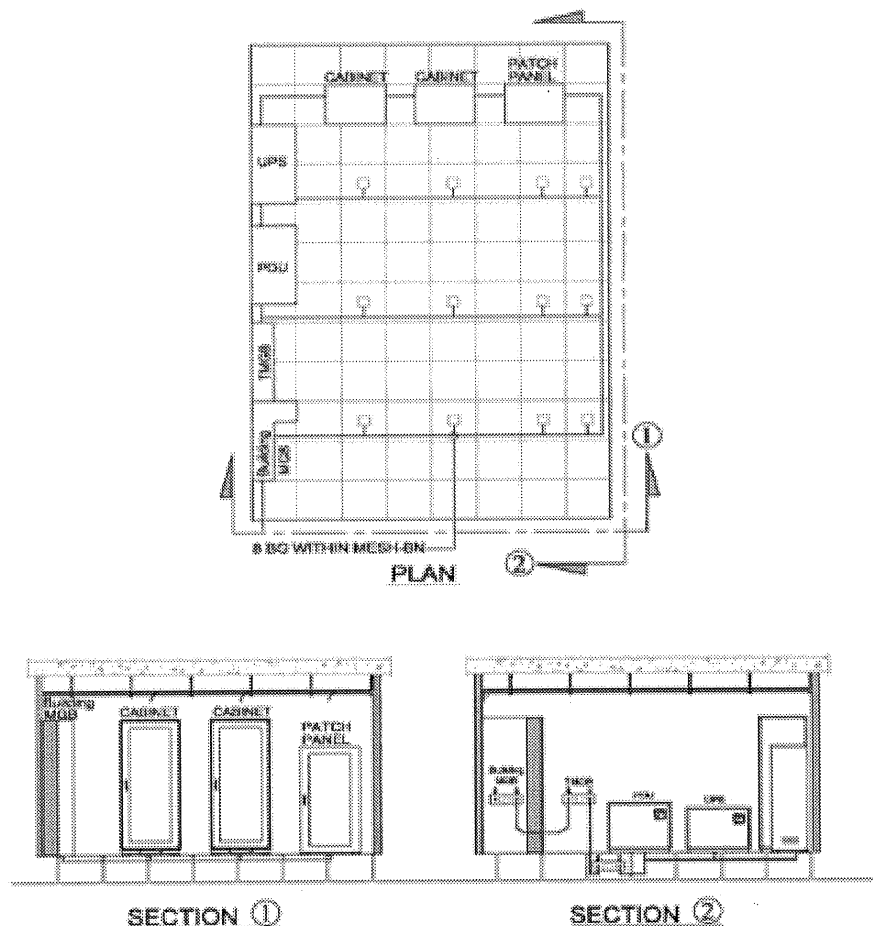 CABINET
CABINET
PATCH
PANEL
UPS
PDU
TMGB
Building
MGB
①
8 BC WITHIN MESH-BN
PLAN
②
Building
MGB
CABINET
CABINET
PATCH
PANEL
SECTION ①
Building
MGB
TMGB
PDU
UPS
SECTION ②